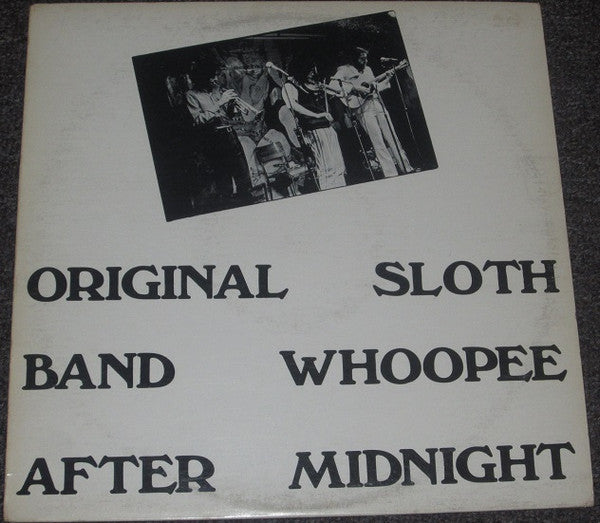 ORIGINAL SLOTH
BAND WHOOPEE
AFTER MIDNIGHT